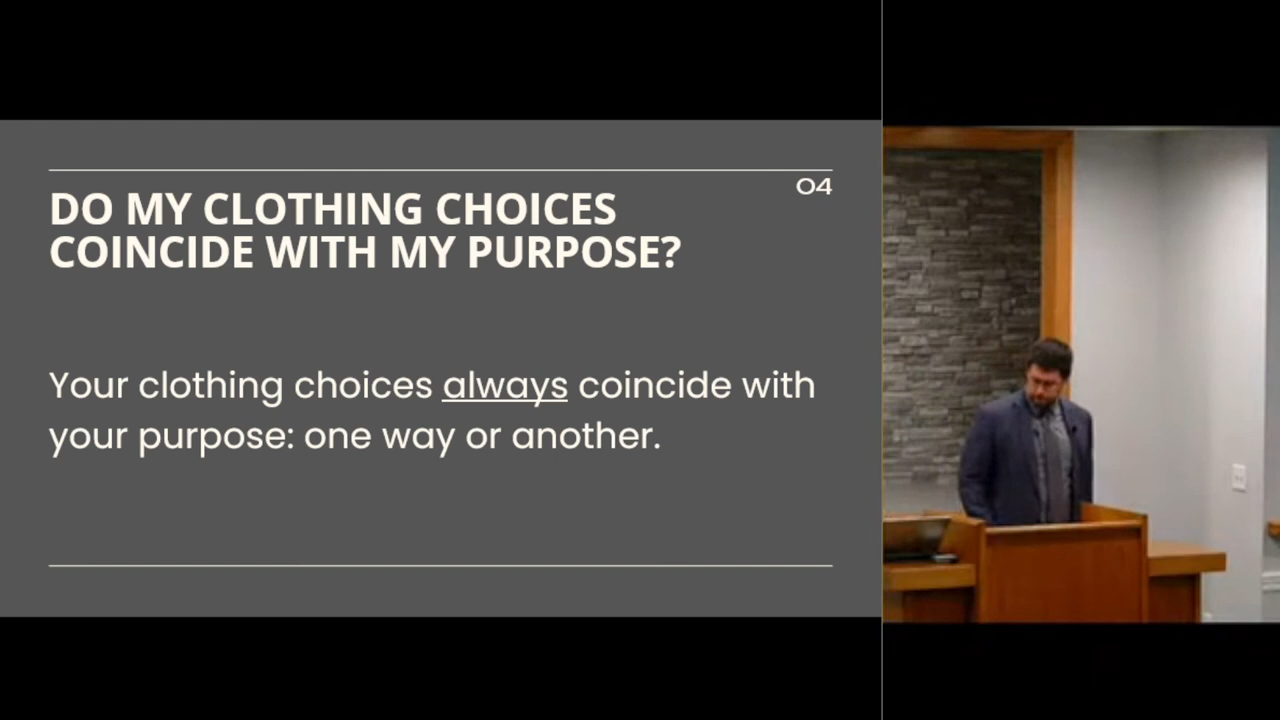 04
DO MY CLOTHING CHOICES
COINCIDE WITH MY PURPOSE?
Your clothing choices always coincide with
your purpose: one way or another.